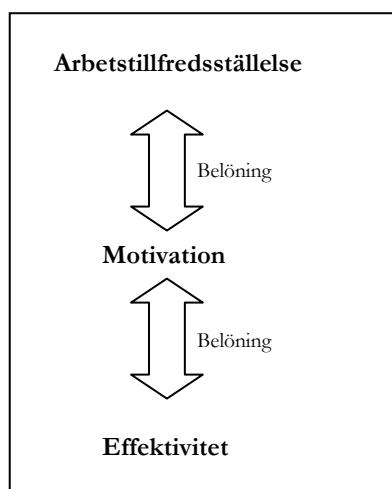 Arbetstillfredsställelse
Belöning
Motivation
Belöning
Effektivitet